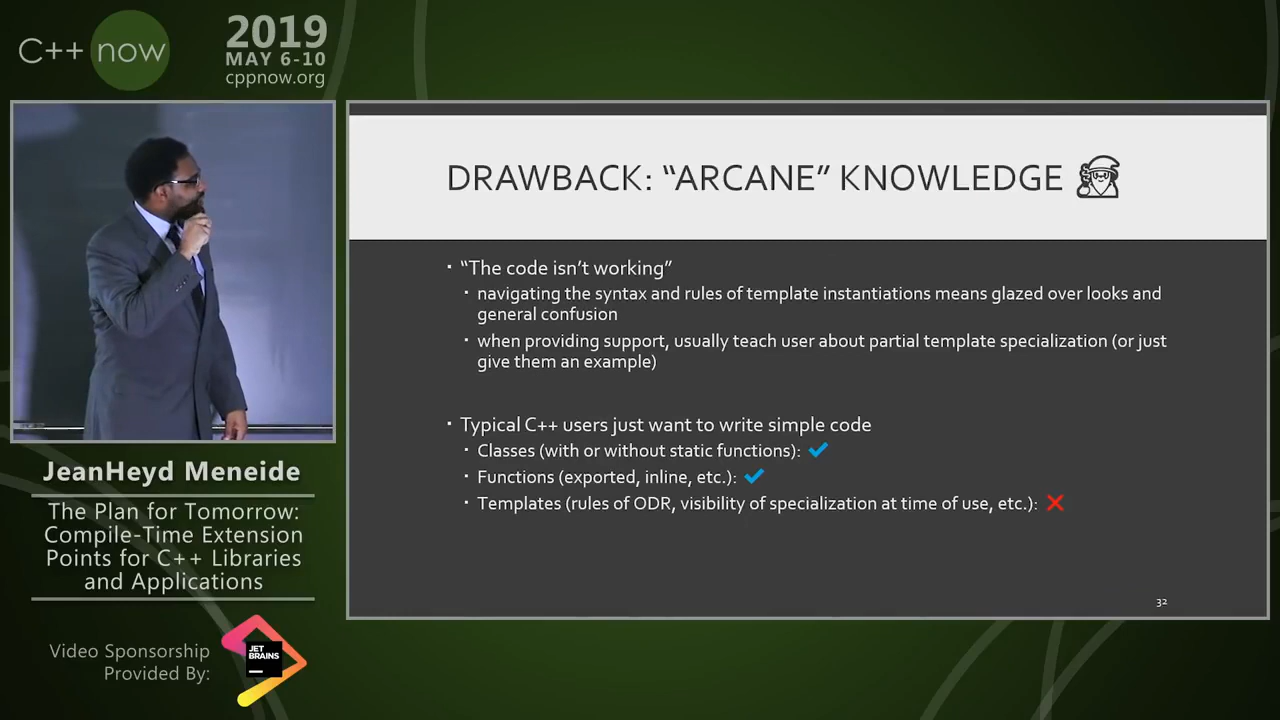 C++ now
2019
MAY 6-10
cppnow.org
DRAWBACK: “ARCANE” KNOWLEDGE
▪ “The code isn’t working”
▪ navigating the syntax and rules of template instantiations means glazed over looks and
general confusion
▪ when providing support, usually teach user about partial template specialization (or just
give them an example)
▪ Typical C++ users just want to write simple code
▪ Classes (with or without static functions): ✔
▪ Functions (exported, inline, etc.): ✔
▪ Templates (rules of ODR, visibility of specialization at time of use, etc.): ❌
32
JeanHeyd Meneide
The Plan for Tomorrow:
Compile-Time Extension
Points for C++ Libraries
and Applications
Video Sponsorship
Provided By:
JET
BRAINS